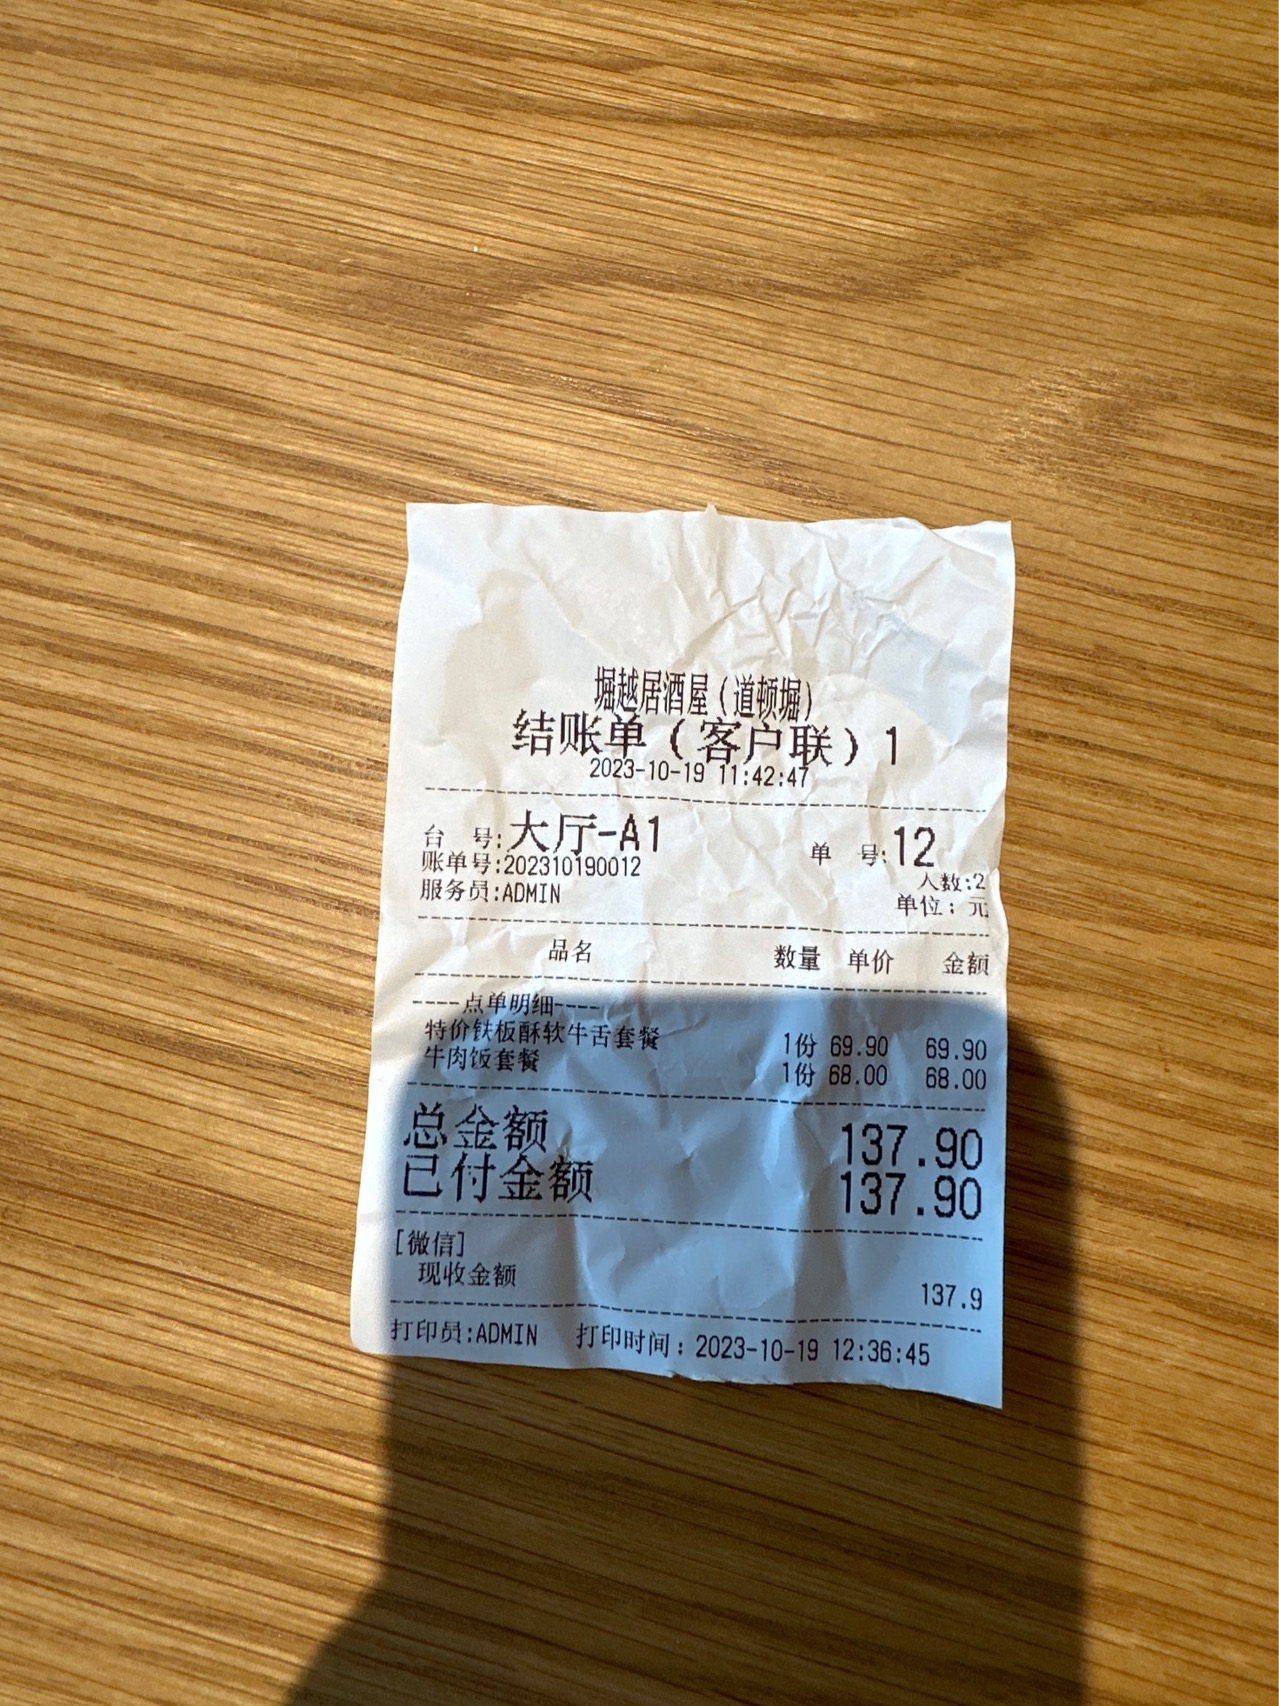 堀越居酒屋(道顿堀)
结账单(客户联)1
2023-10-19 11:42:47
台 号:大厅-A1 单 号:12
账单号:202310190012
人数:2
服务员:ADMIN 单位: 元
品名 数量 单价 金额
----点单明细----
特价铁板酥软牛舌套餐 1份 69.90 69.90
牛肉饭套餐 1份 68.00 68.00
总金额 137.90
已付金额 137.90
[微信]
现收金额 137.9
打印员:ADMIN 打印时间: 2023-10-19 12:36:45